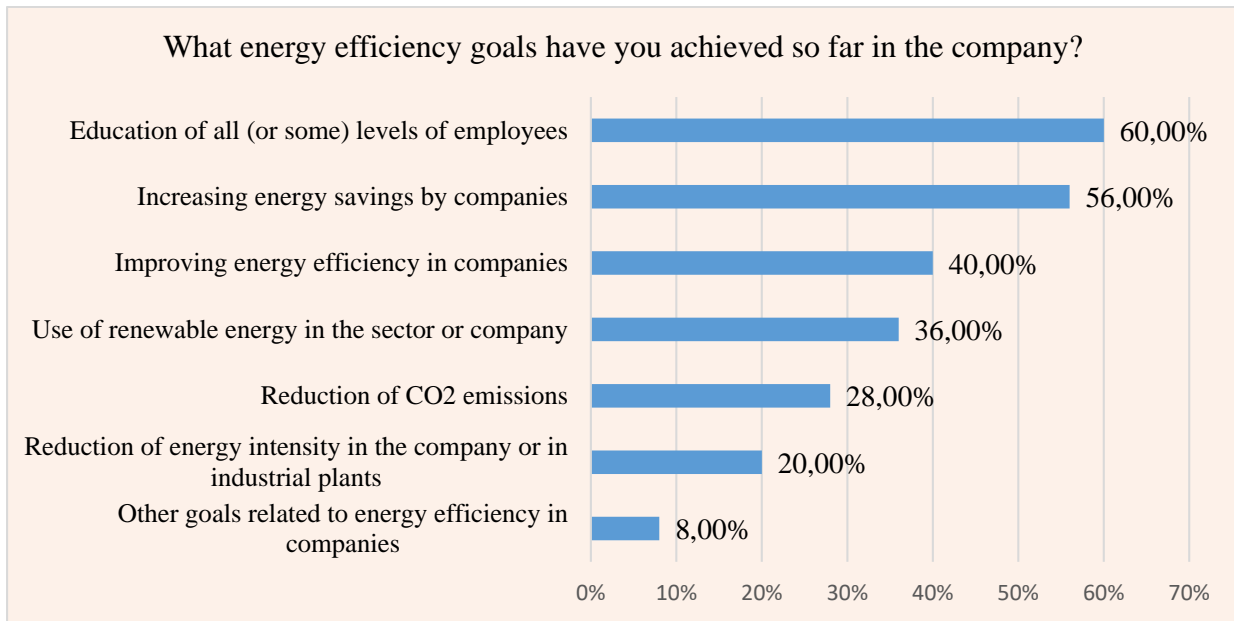 What energy efficiency goals have you achieved so far in the company?
Education of all (or some) levels of employees
60,00%
Increasing energy savings by companies
56,00%
Improving energy efficiency in companies
40,00%
Use of renewable energy in the sector or company
36,00%
Reduction of CO2 emissions
28,00%
Reduction of energy intensity in the company or in
industrial plants
20,00%
Other goals related to energy efficiency in
companies
8,00%
0% 10% 20% 30% 40% 50% 60% 70%